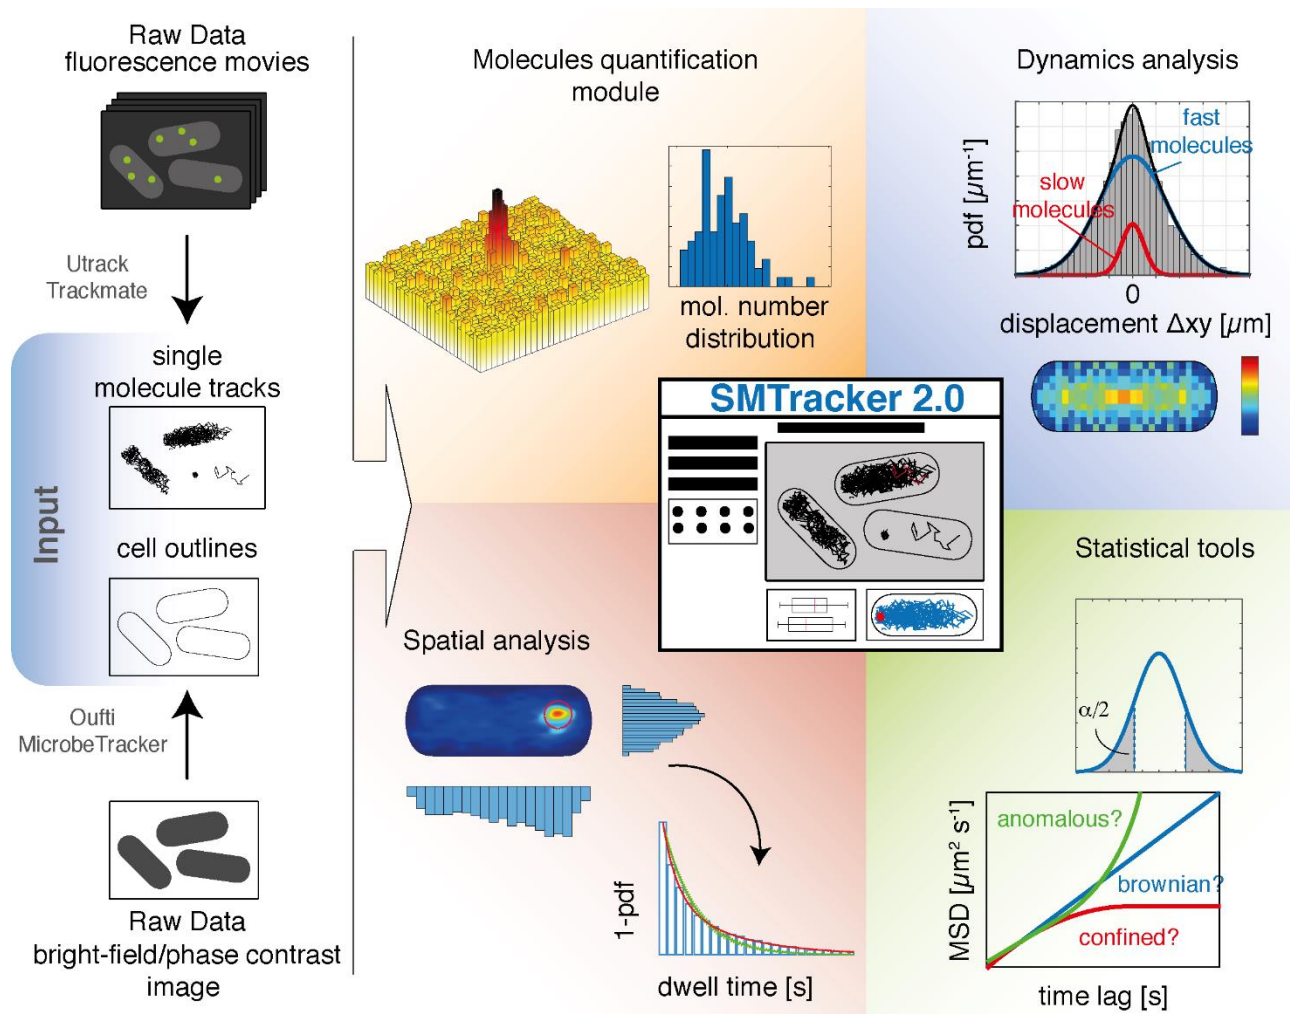 Raw Data
fluorescence movies
Utrack
Trackmate
Input
single
molecule tracks
cell outlines
Oufti
MicrobeTracker
Raw Data
bright-field/phase contrast
image
Molecules quantification
module
mol. number
distribution
Dynamics analysis
pdf [µm⁻¹]
fast
molecules
slow
molecules
0
displacement Δxy [µm]
SMTracker 2.0
Spatial analysis
1-pdf
dwell time [s]
Statistical tools
α/2
MSD [µm² s⁻¹]
anomalous?
brownian?
confined?
time lag [s]